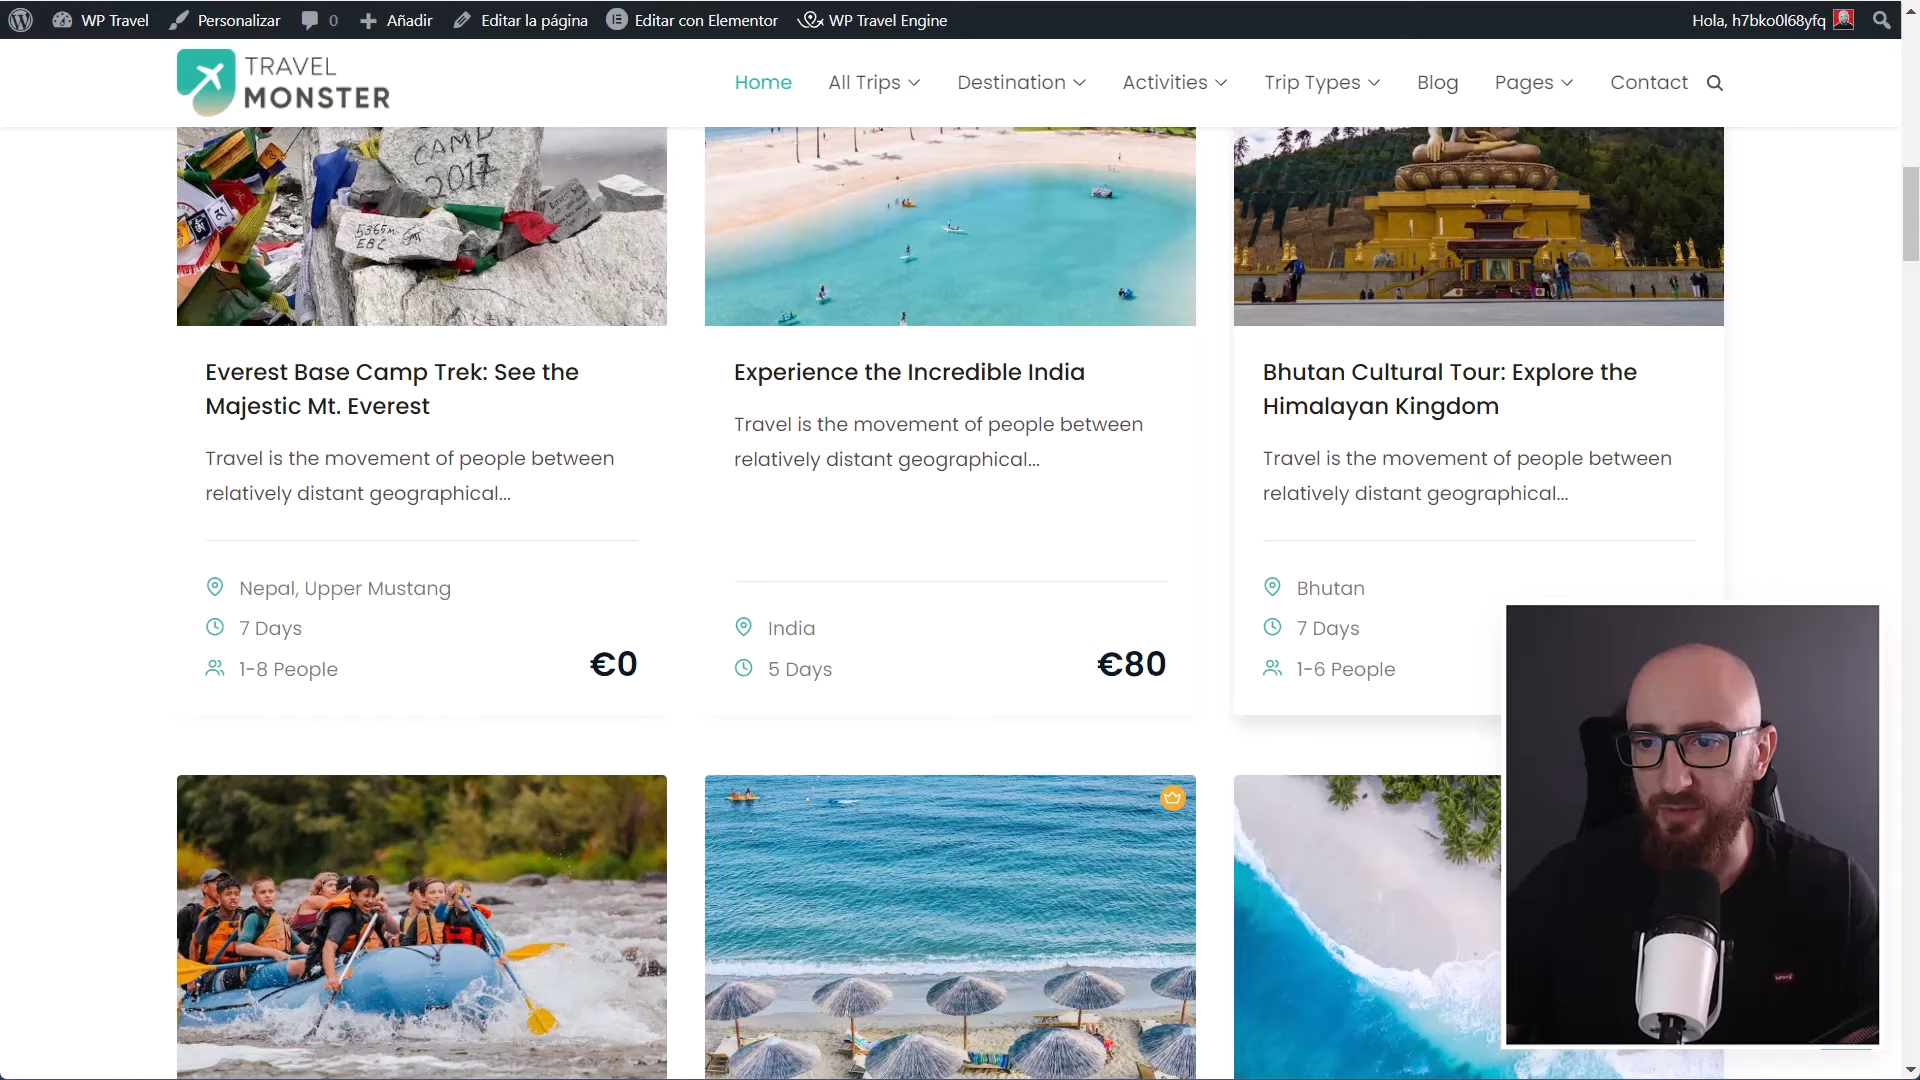 WP Travel Personalizar 0 Añadir Editar la página Editar con Elementor WP Travel Engine Hola, h7bko0l68yfq
TRAVEL
MONSTER
Home All Trips Destination Activities Trip Types Blog Pages Contact
CAMP
2017
5365m
EBC
Everest Base Camp Trek: See the
Majestic Mt. Everest
Travel is the movement of people between
relatively distant geographical...
Nepal, Upper Mustang
7 Days
1-8 People
€0
Experience the Incredible India
Travel is the movement of people between
relatively distant geographical...
India
5 Days
€80
Bhutan Cultural Tour: Explore the
Himalayan Kingdom
Travel is the movement of people between
relatively distant geographical...
Bhutan
7 Days
1-6 People